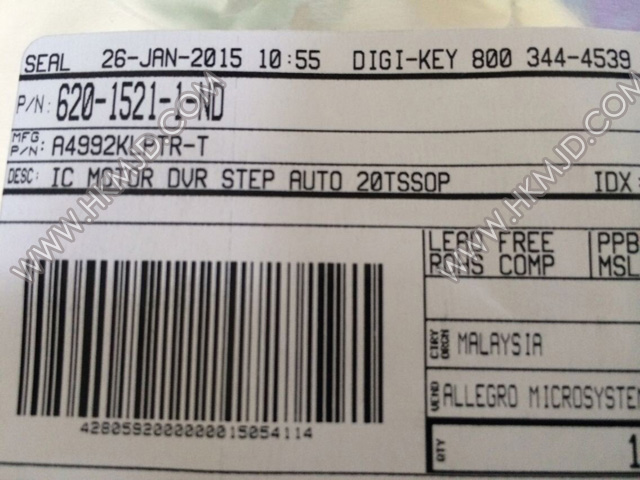 SEAL 26-JAN-2015 10:55 DIGI-KEY 800 344-4539
P/N: 620-1521-1-ND
MFG P/N: A4992KLPTR-T
DESC: IC MOTOR DVR STEP AUTO 20TSSOP IDX:
LEAD FREE PPB
ROHS COMP MSL
CTRY ORGN MALAYSIA
VEND ALLEGRO MICROSYSTEM
QTY 1
4280592000000015054114
WWW.HKMJD.COM
WWW.HKMJD.COM
WWW.HKMJD.COM